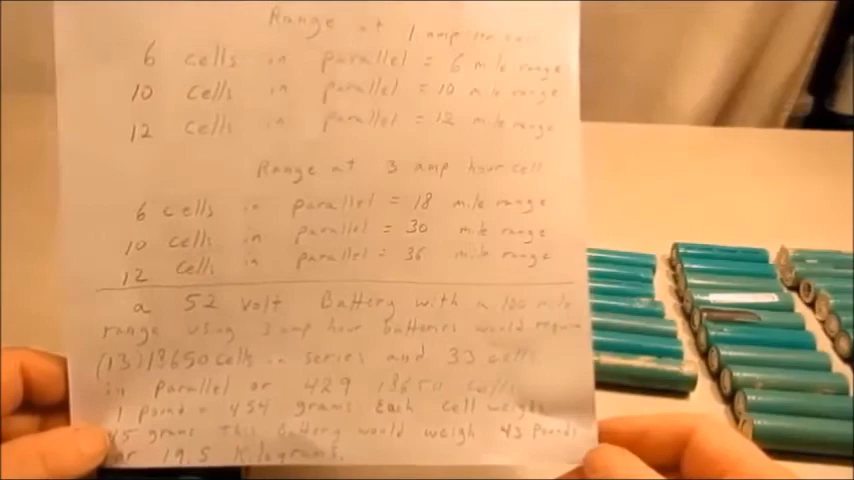 Range at 1 amp hour cell
6 cells in parallel = 6 mile range
10 cells in parallel = 10 mile range
12 cells in parallel = 12 mile range
Range at 3 amp hour cell
6 cells in parallel = 18 mile range
10 cells in parallel = 30 mile range
12 cells in parallel = 36 mile range
a 52 volt Battery with a 100 mile
range using 3 amp hour batteries would require
(13) 18650 cells in series and 33 cells
in Parallel or 429 18650 cells
1 Pound = 454 grams Each cell weighs
45 grams This Battery would weigh 43 Pounds
or 19.5 Kilograms.